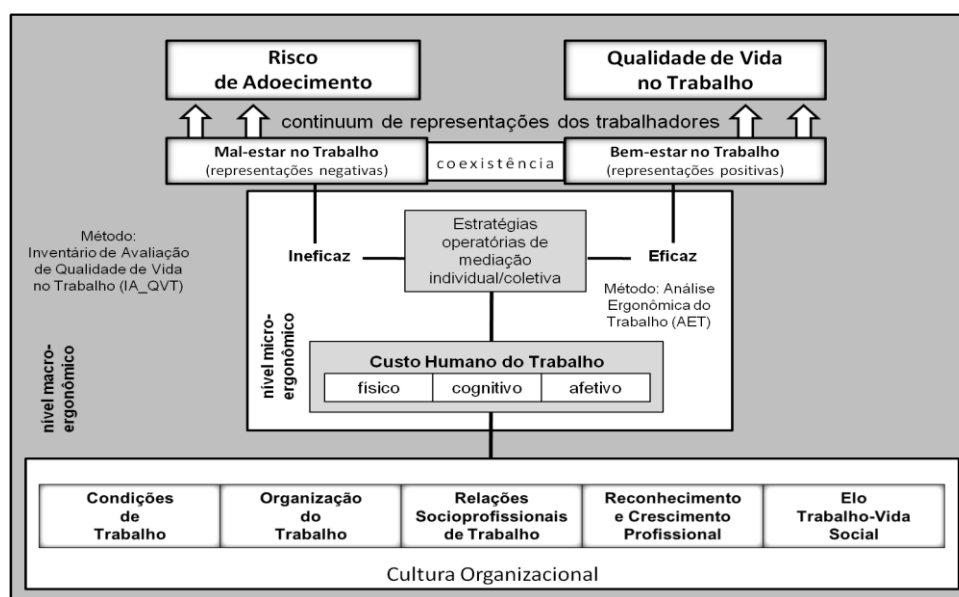 Risco
de Adoecimento
Qualidade de Vida
no Trabalho
continuum de representações dos trabalhadores
Mal-estar no Trabalho
(representações negativas)
coexistência
Bem-estar no Trabalho
(representações positivas)
Método:
Inventário de Avaliação
de Qualidade de Vida
no Trabalho (IA_QVT)
Ineficaz
Estratégias
operatórias de
mediação
individual/coletiva
Eficaz
Método: Análise
Ergonômica do
Trabalho (AET)
nível macro-
ergonômico
nível micro-
ergonômico
Custo Humano do Trabalho
físico
cognitivo
afetivo
Condições
de
Trabalho
Organização
do
Trabalho
Relações
Socioprofissionais
de Trabalho
Reconhecimento
e Crescimento
Profissional
Elo
Trabalho-Vida
Social
Cultura Organizacional